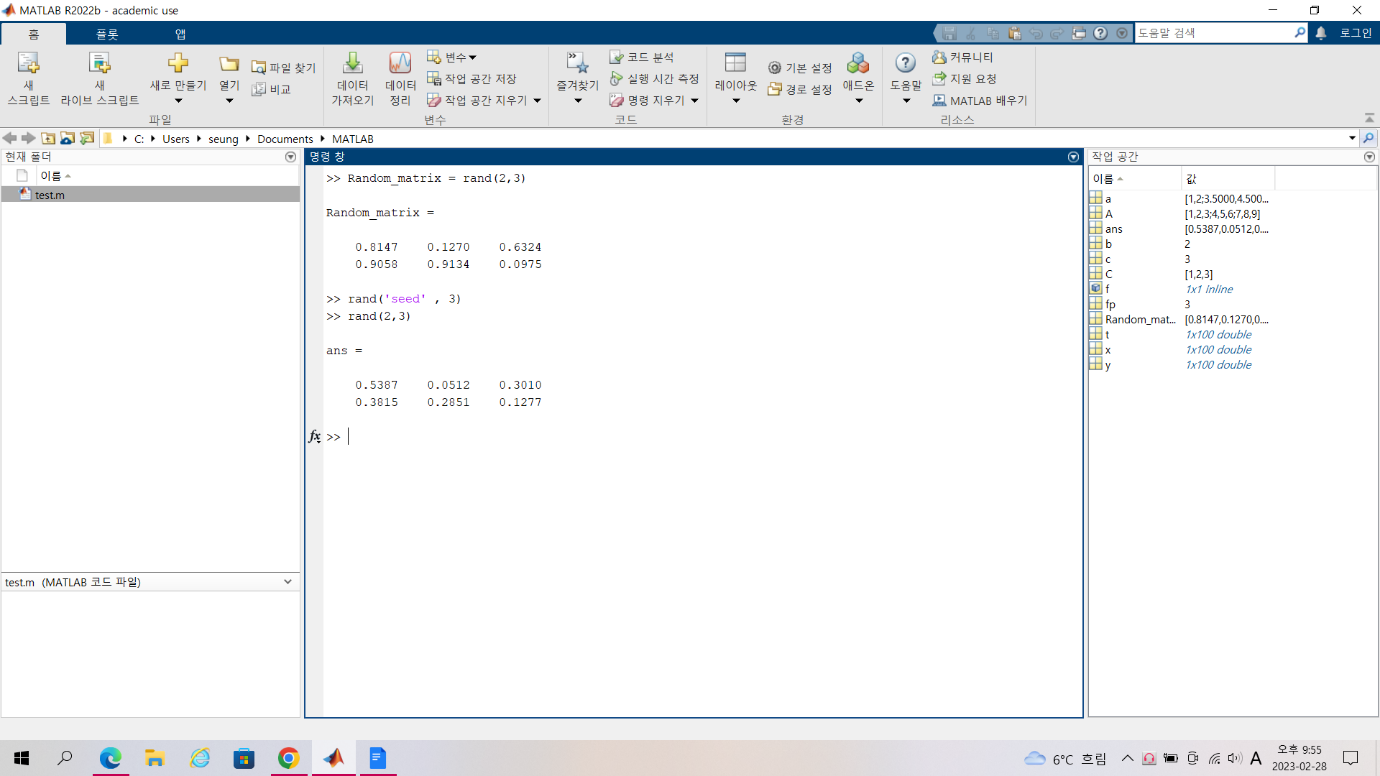 MATLAB R2022b - academic use
홈 플롯 앱
도움말 검색 로그인
새 스크립트
새 라이브 스크립트
새로 만들기
열기
파일 찾기
비교
파일
데이터 가져오기
데이터 정리
변수
작업 공간 저장
작업 공간 지우기
변수
즐겨찾기
코드 분석
실행 시간 측정
명령 지우기
코드
레이아웃
기본 설정
경로 설정
애드온
환경
도움말
커뮤니티
지원 요청
MATLAB 배우기
리소스
C: Users seung Documents MATLAB
현재 폴더
이름
test.m
test.m (MATLAB 코드 파일)
명령 창
>> Random_matrix = rand(2,3)
Random_matrix =
0.8147 0.1270 0.6324
0.9058 0.9134 0.0975
>> rand('seed' , 3)
>> rand(2,3)
ans =
0.5387 0.0512 0.3010
0.3815 0.2851 0.1277
fx >>
작업 공간
이름 값
a [1,2;3.5000,4.500...
A [1,2,3;4,5,6;7,8,9]
ans [0.5387,0.0512,0....
b 2
c 3
C [1,2,3]
f 1x1 inline
fp 3
Random_mat... [0.8147,0.1270,0....
t 1x100 double
x 1x100 double
y 1x100 double
6°C 흐림
A
오후 9:55
2023-02-28